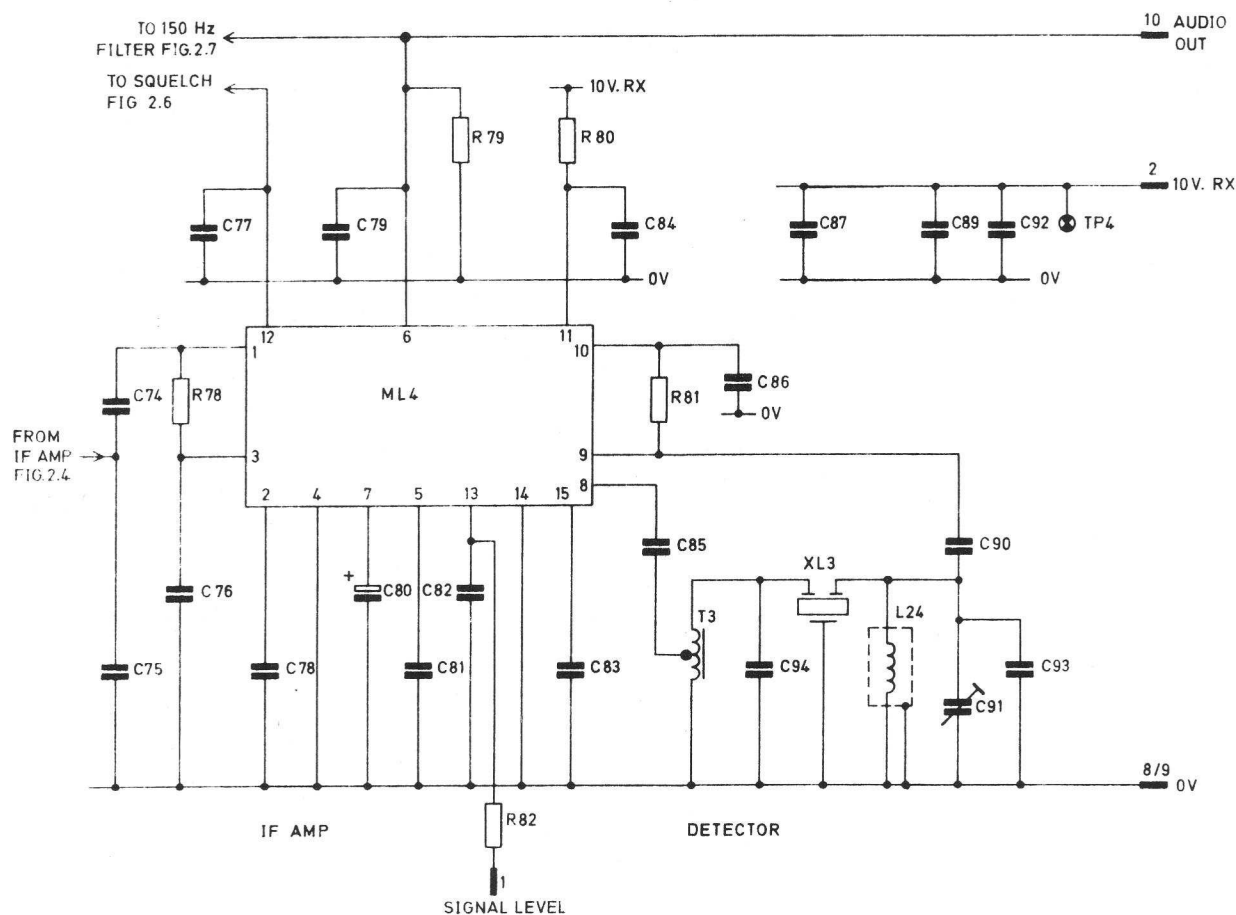 TO 150 Hz
FILTER FIG.2.7
10 AUDIO
OUT
TO SQUELCH
FIG 2.6
10V. RX
R79
R80
2
10V. RX
C77
C79
C84
C87
C89
C92
TP4
0V
0V
12
6
11
1
10
C74
R78
ML4
R81
C86
0V
FROM
IF AMP
FIG.2.4
3
9
8
2
4
7
5
13
14
15
C85
C90
XL3
+
C76
C80
C82
T3
L24
C75
C78
C81
C83
C94
C93
C91
8/9
0V
IF AMP
R82
DETECTOR
1
SIGNAL LEVEL